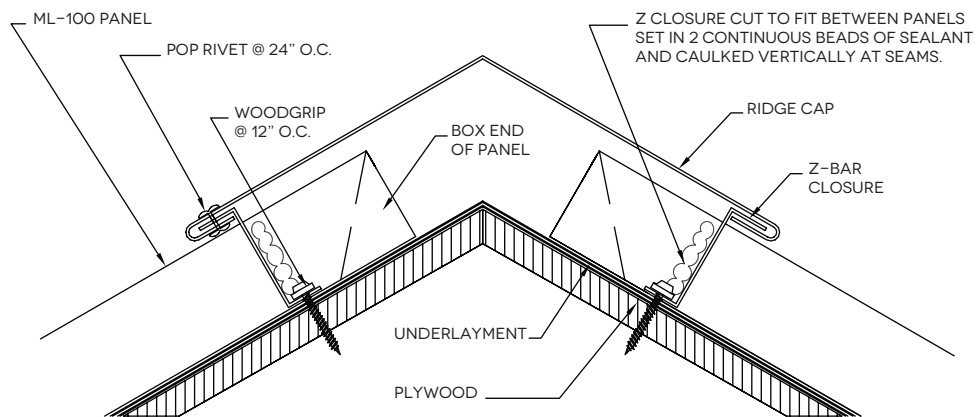 ML-100 PANEL
POP RIVET @ 24" O.C.
WOODGRIP
@ 12" O.C.
BOX END
OF PANEL
Z CLOSURE CUT TO FIT BETWEEN PANELS
SET IN 2 CONTINUOUS BEADS OF SEALANT
AND CAULKED VERTICALLY AT SEAMS.
RIDGE CAP
Z-BAR
CLOSURE
UNDERLAYMENT
PLYWOOD